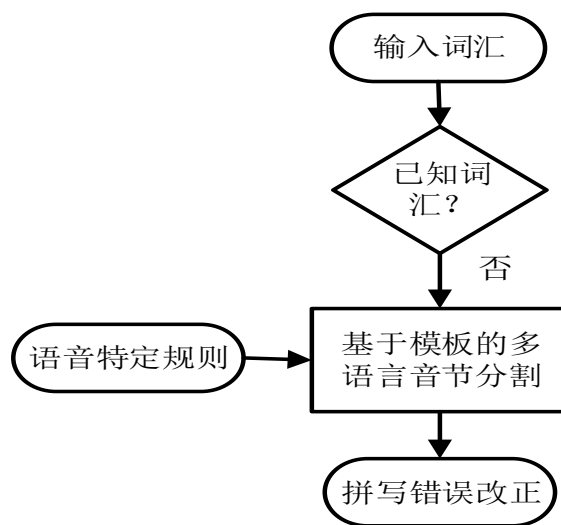 输入词汇
已知词
汇？
否
语音特定规则
基于模板的多
语言音节分割
拼写错误改正